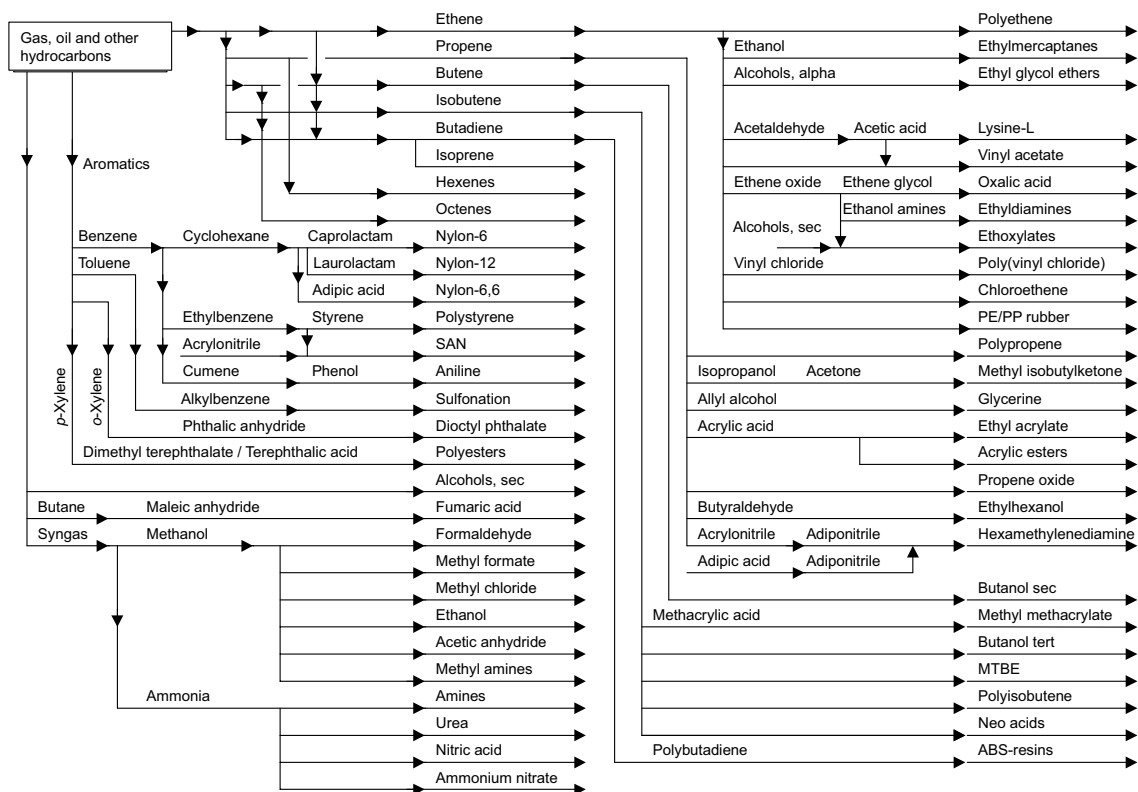 Gas, oil and other
hydrocarbons
Ethene
Polyethene
Propene
Ethanol
Ethylmercaptanes
Butene
Alcohols, alpha
Ethyl glycol ethers
Isobutene
Butadiene
Acetaldehyde
Acetic acid
Lysine-L
Aromatics
Isoprene
Vinyl acetate
Hexenes
Ethene oxide
Ethene glycol
Oxalic acid
Octenes
Ethanol amines
Ethyldiamines
Benzene
Cyclohexane
Caprolactam
Nylon-6
Alcohols, sec
Ethoxylates
Toluene
Laurolactam
Nylon-12
Vinyl chloride
Poly(vinyl chloride)
Adipic acid
Nylon-6,6
Chloroethene
Ethylbenzene
Styrene
Polystyrene
PE/PP rubber
Acrylonitrile
SAN
Polypropene
p-Xylene
o-Xylene
Cumene
Phenol
Aniline
Isopropanol
Acetone
Methyl isobutylketone
Alkylbenzene
Sulfonation
Allyl alcohol
Glycerine
Phthalic anhydride
Dioctyl phthalate
Acrylic acid
Ethyl acrylate
Dimethyl terephthalate / Terephthalic acid
Polyesters
Acrylic esters
Alcohols, sec
Propene oxide
Butane
Maleic anhydride
Fumaric acid
Butyraldehyde
Ethylhexanol
Syngas
Methanol
Formaldehyde
Acrylonitrile
Adiponitrile
Hexamethylenediamine
Methyl formate
Adipic acid
Adiponitrile
Methyl chloride
Butanol sec
Ethanol
Methacrylic acid
Methyl methacrylate
Acetic anhydride
Butanol tert
Methyl amines
MTBE
Ammonia
Amines
Polyisobutene
Urea
Neo acids
Nitric acid
Polybutadiene
ABS-resins
Ammonium nitrate